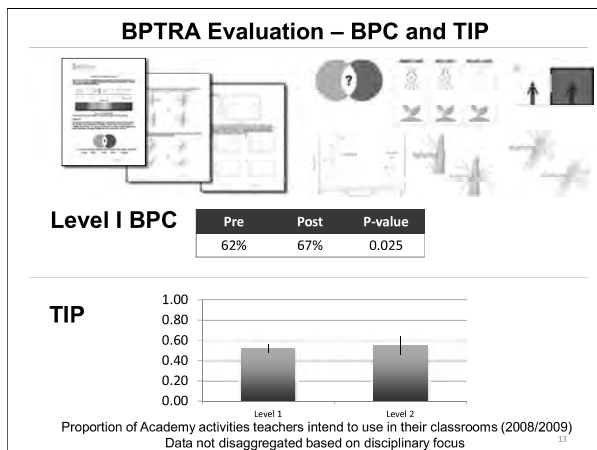 BPTRA Evaluation – BPC and TIP
?
Level I BPC
Pre Post P-value
62% 67% 0.025
TIP
1.00
0.80
0.60
0.40
0.20
0.00
Level 1 Level 2
Proportion of Academy activities teachers intend to use in their classrooms (2008/2009)
Data not disaggregated based on disciplinary focus
13